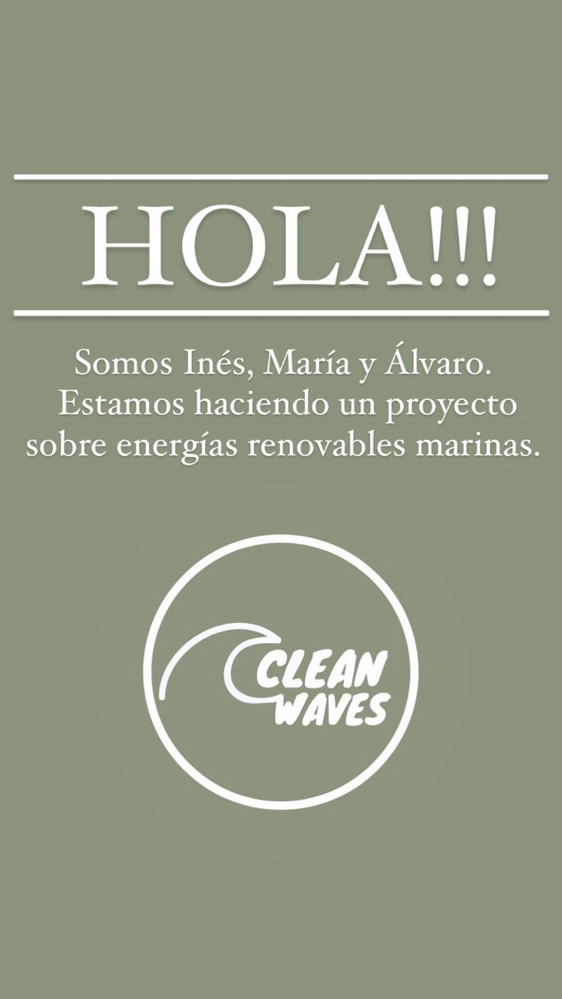 HOLA!!!
Somos Inés, María y Álvaro.
Estamos haciendo un proyecto
sobre energías renovables marinas.
CLEAN
WAVES